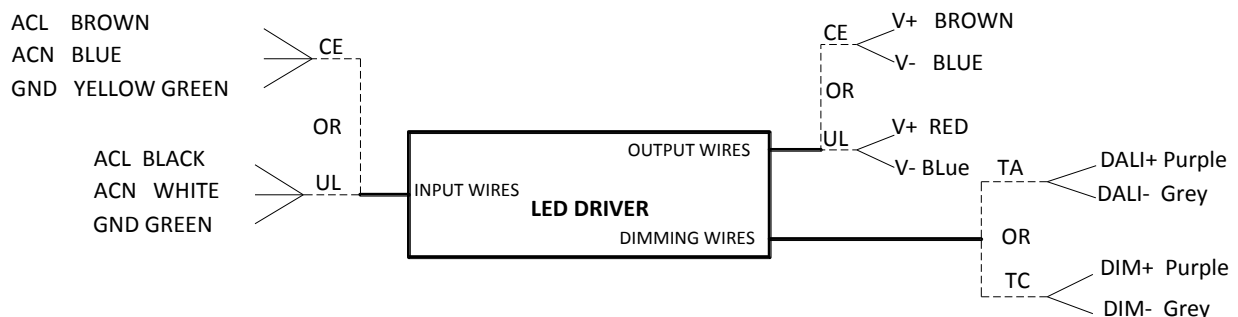 ACL BROWN
ACN BLUE
GND YELLOW GREEN
CE
OR
ACL BLACK
ACN WHITE
GND GREEN
UL
INPUT WIRES
OUTPUT WIRES
LED DRIVER
DIMMING WIRES
CE
V+ BROWN
V- BLUE
OR
UL
V+ RED
V- BLue
TA
DALI+ Purple
DALI- Grey
OR
TC
DIM+ Purple
DIM- Grey